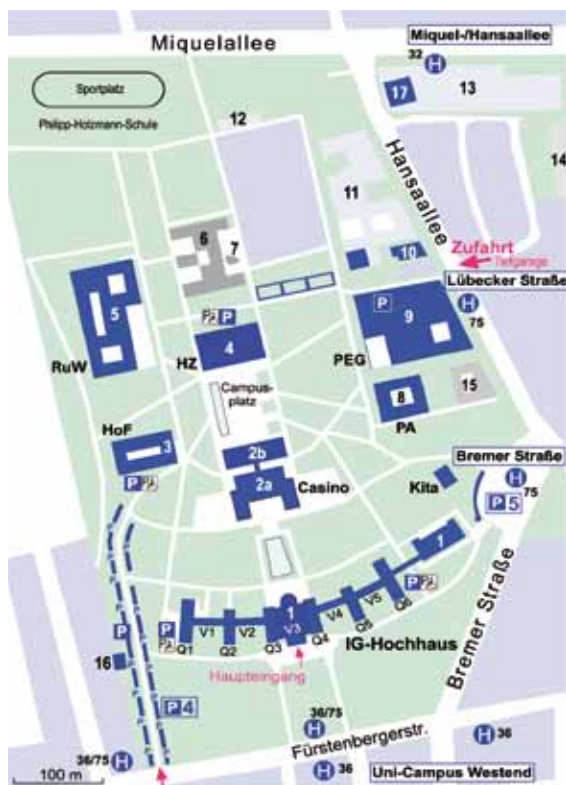 Miquelallee
Miquel-/Hansaallee
32
H
Sportplatz
Philipp-Holzmann-Schule
17
13
12
14
11
Hansaallee
6
7
10
Zufahrt
Tiefgarage
Lübecker Straße
H
75
5
RuW
P
4
HZ
P
9
PEG
Campus-
platz
8
15
PA
HoF
3
P
2b
2a
Casino
Kita
Bremer Straße
H
75
P 5
1
P
1
V1
V2
V3
V4
V5
Q1
Q2
Q3
Q4
Q5
Q6
P
P
IG-Hochhaus
Bremer Straße
16
Haupteingang
P 4
36/75
H
36/75
H
Fürstenbergerstr.
H
36
H
36
100 m
Uni-Campus Westend